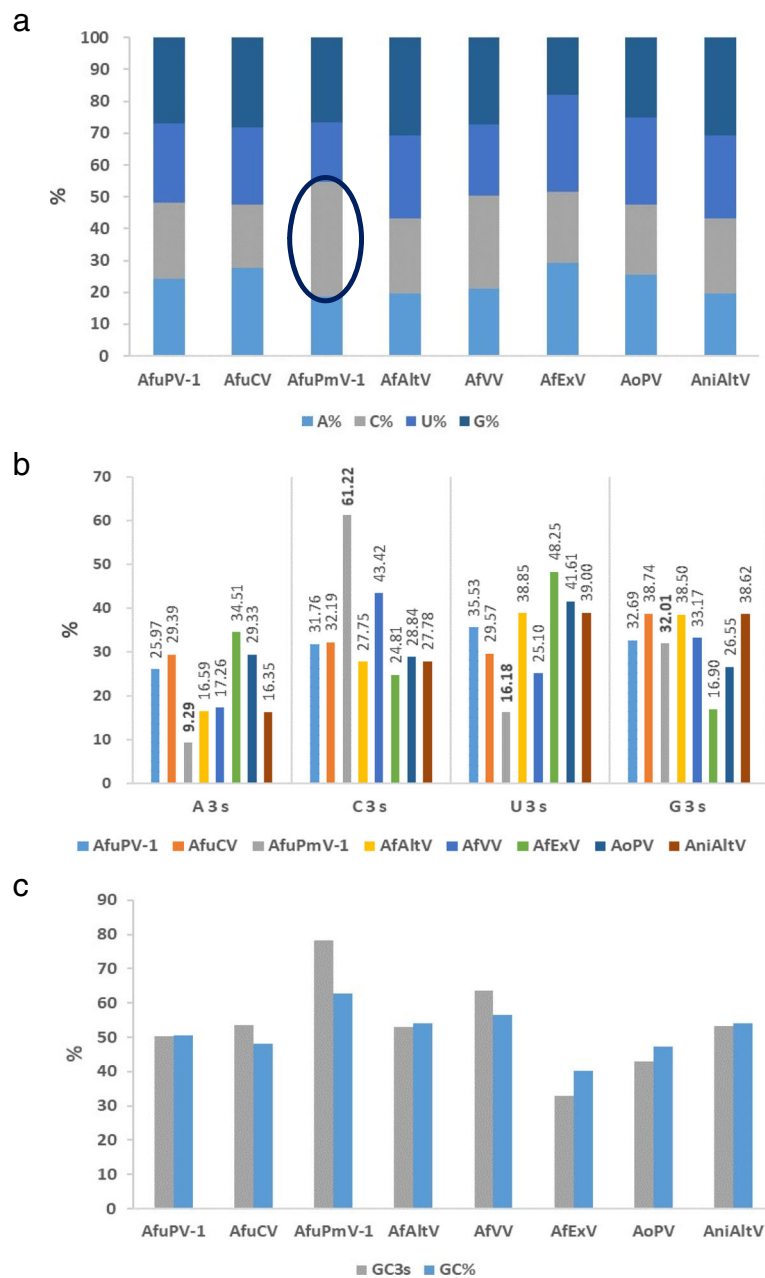 a
100
90
80
70
60
50
40
30
20
10
0
%
AfuPV-1 AfuCV AfuPmV-1 AfAltV AfVV AfExV AoPV AniAltV
A% C% U% G%
b
70
60
50
40
30
20
10
0
%
25.97 29.39 9.29 16.59 17.26 34.51 29.33 16.35
31.76 32.19 61.22 27.75 43.42 24.81 28.84 27.78
35.53 29.57 16.18 38.85 25.10 48.25 41.61 39.00
32.69 38.74 32.01 38.50 33.17 16.90 26.55 38.62
A3s C3s U3s G3s
AfuPV-1 AfuCV AfuPmV-1 AfAltV AfVV AfExV AoPV AniAltV
c
90
80
70
60
50
40
30
20
10
0
%
AfuPV-1 AfuCV AfuPmV-1 AfAltV AfVV AfExV AoPV AniAltV
GC3s GC%